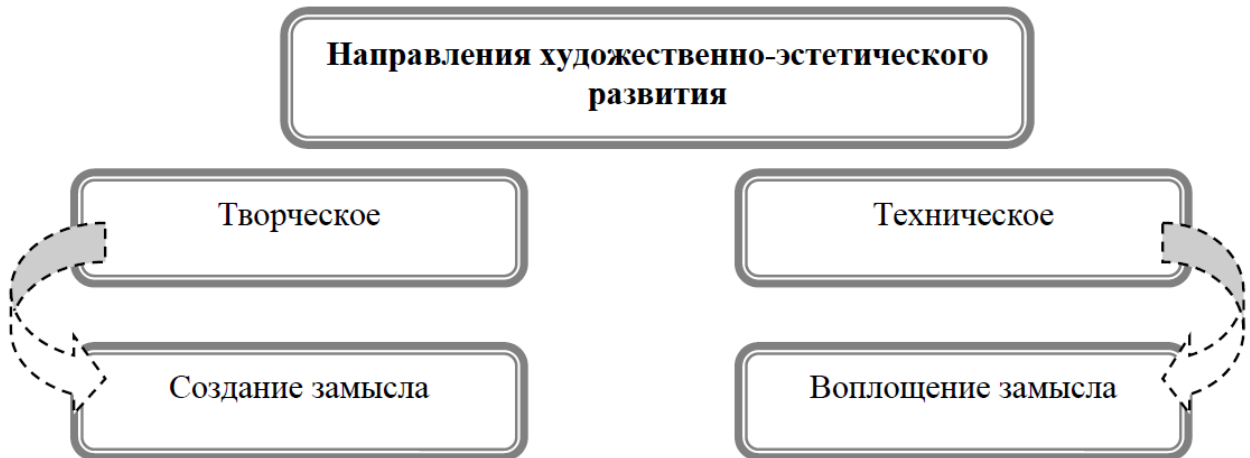 Направления художественно-эстетического
развития
Творческое
Техническое
Создание замысла
Воплощение замысла